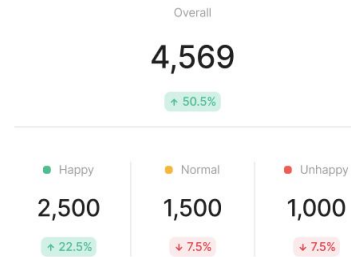 Overall
4,569
↑ 50.5%
Happy Normal Unhappy
2,500 1,500 1,000
↑ 22.5% ↓ 7.5% ↓ 7.5%